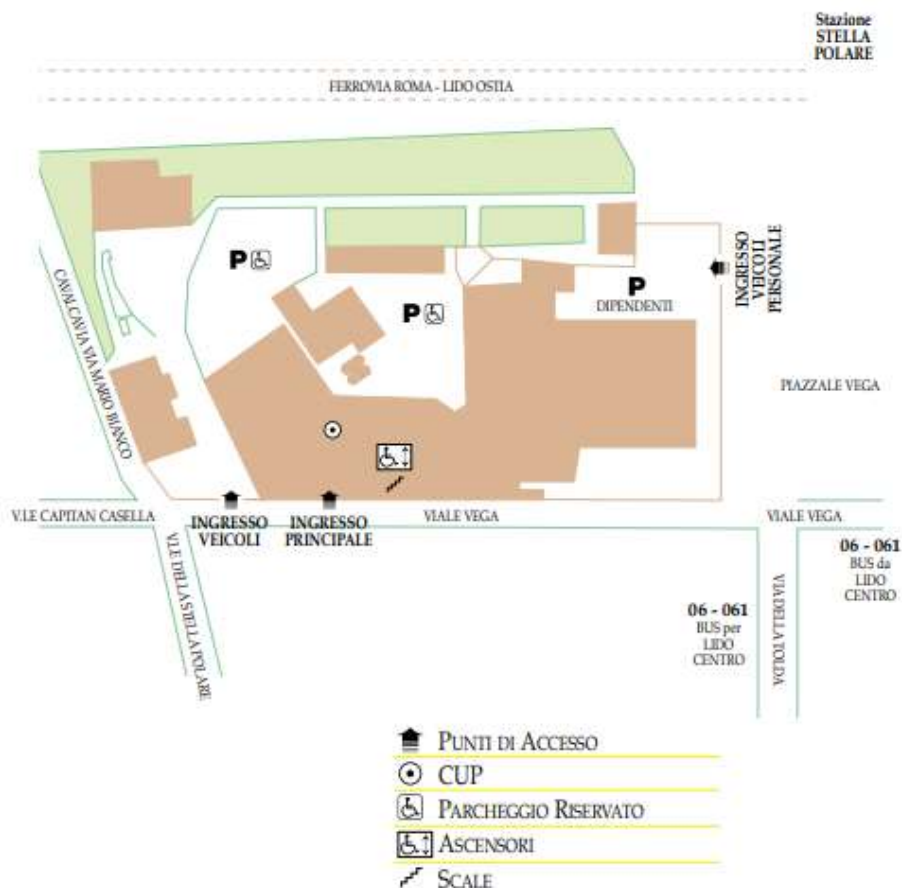 Stazione
STELLA
POLARE
FERROVIA ROMA - LIDO OSTIA
CAVALCAVIA VIA MARIO BIANCO
P
P
P
DIPENDENTI
INGRESSO
VEICOLI
PERSONALE
PIAZZALE VEGA
V.LE CAPITAN CASELLA
INGRESSO
VEICOLI
INGRESSO
PRINCIPALE
VIALE VEGA
VIALE VEGA
V.LE DELLA STELLA POLARE
06 - 061
BUS da
LIDO
CENTRO
06 - 061
BUS per
LIDO
CENTRO
VIA DELLA TOLDA
PUNTI DI ACCESSO
CUP
PARCHEGGIO RISERVATO
ASCENSORI
SCALE